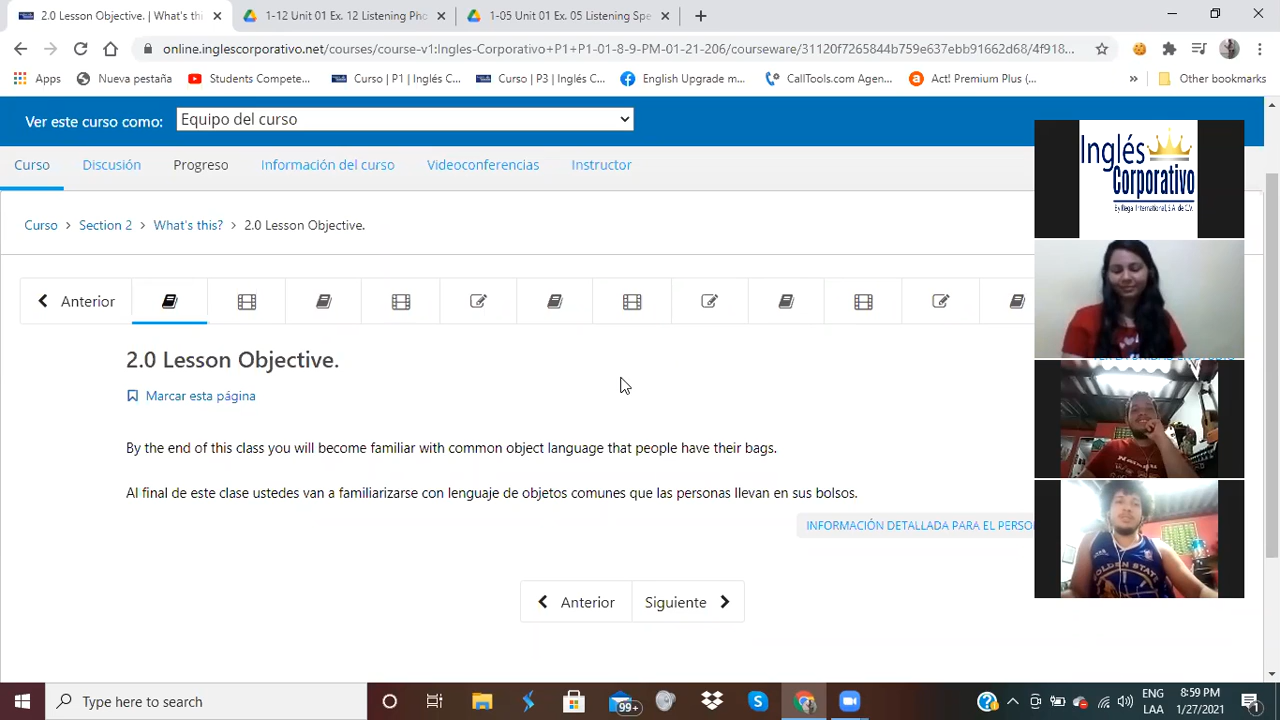 2.0 Lesson Objective. | What's thi
1-12 Unit 01 Ex. 12 Listening Pho
1-05 Unit 01 Ex. 05 Listening Spe
online.inglescorporativo.net/courses/course-v1:Ingles-Corporativo+P1+P1-01-8-9-PM-01-21-206/courseware/31120f7265844b759e637ebb91662d68/4f918...
Apps
Nueva pestaña
Students Compete...
Curso | P1 | Inglés C...
Curso | P3 | Inglés C...
English Upgrade m...
CallTools.com Agen...
Act! Premium Plus (...
»
Other bookmarks
Ver este curso como:
Equipo del curso
Curso
Discusión
Progreso
Información del curso
Videoconferencias
Instructor
Inglés
Corporativo
Curso > Section 2 > What's this? > 2.0 Lesson Objective.
Anterior
2.0 Lesson Objective.
Marcar esta página
By the end of this class you will become familiar with common object language that people have their bags.
Al final de este clase ustedes van a familiarizarse con lenguaje de objetos comunes que las personas llevan en sus bolsos.
INFORMACIÓN DETALLADA PARA EL PERSO
Anterior
Siguiente
GOLDEN STATE
Type here to search
99+
ENG
LAA
8:59 PM
1/27/2021
1